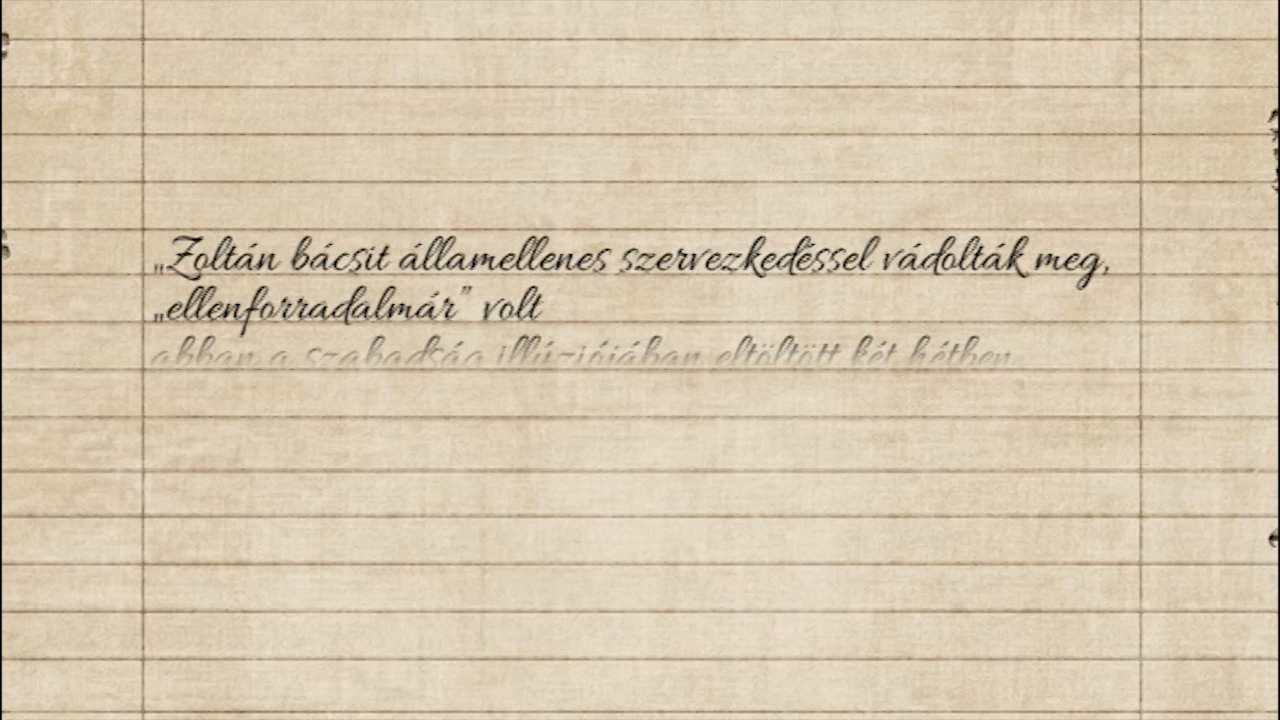 „Zoltán bácsit államellenes szervezkedéssel vádolták meg,
„ellenforradalmár” volt
abban a szabadság illúziójában eltöltött két hétben